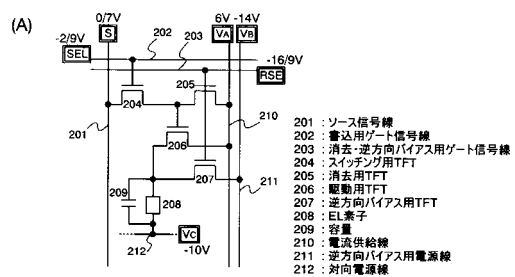 (A)
0/7V
6V -14V
S
VA
VB
-2/9V
202
203
-16/9V
SEL
RSE
204
205
201
206
210
207
211
209
208
VC
212
-10V
201 : ソース信号線
202 : 書込用ゲート信号線
203 : 消去・逆方向バイアス用ゲート信号線
204 : スイッチング用TFT
205 : 消去用TFT
206 : 駆動用TFT
207 : 逆方向バイアス用TFT
208 : EL素子
209 : 容量
210 : 電流供給線
211 : 逆方向バイアス用電源線
212 : 対向電源線